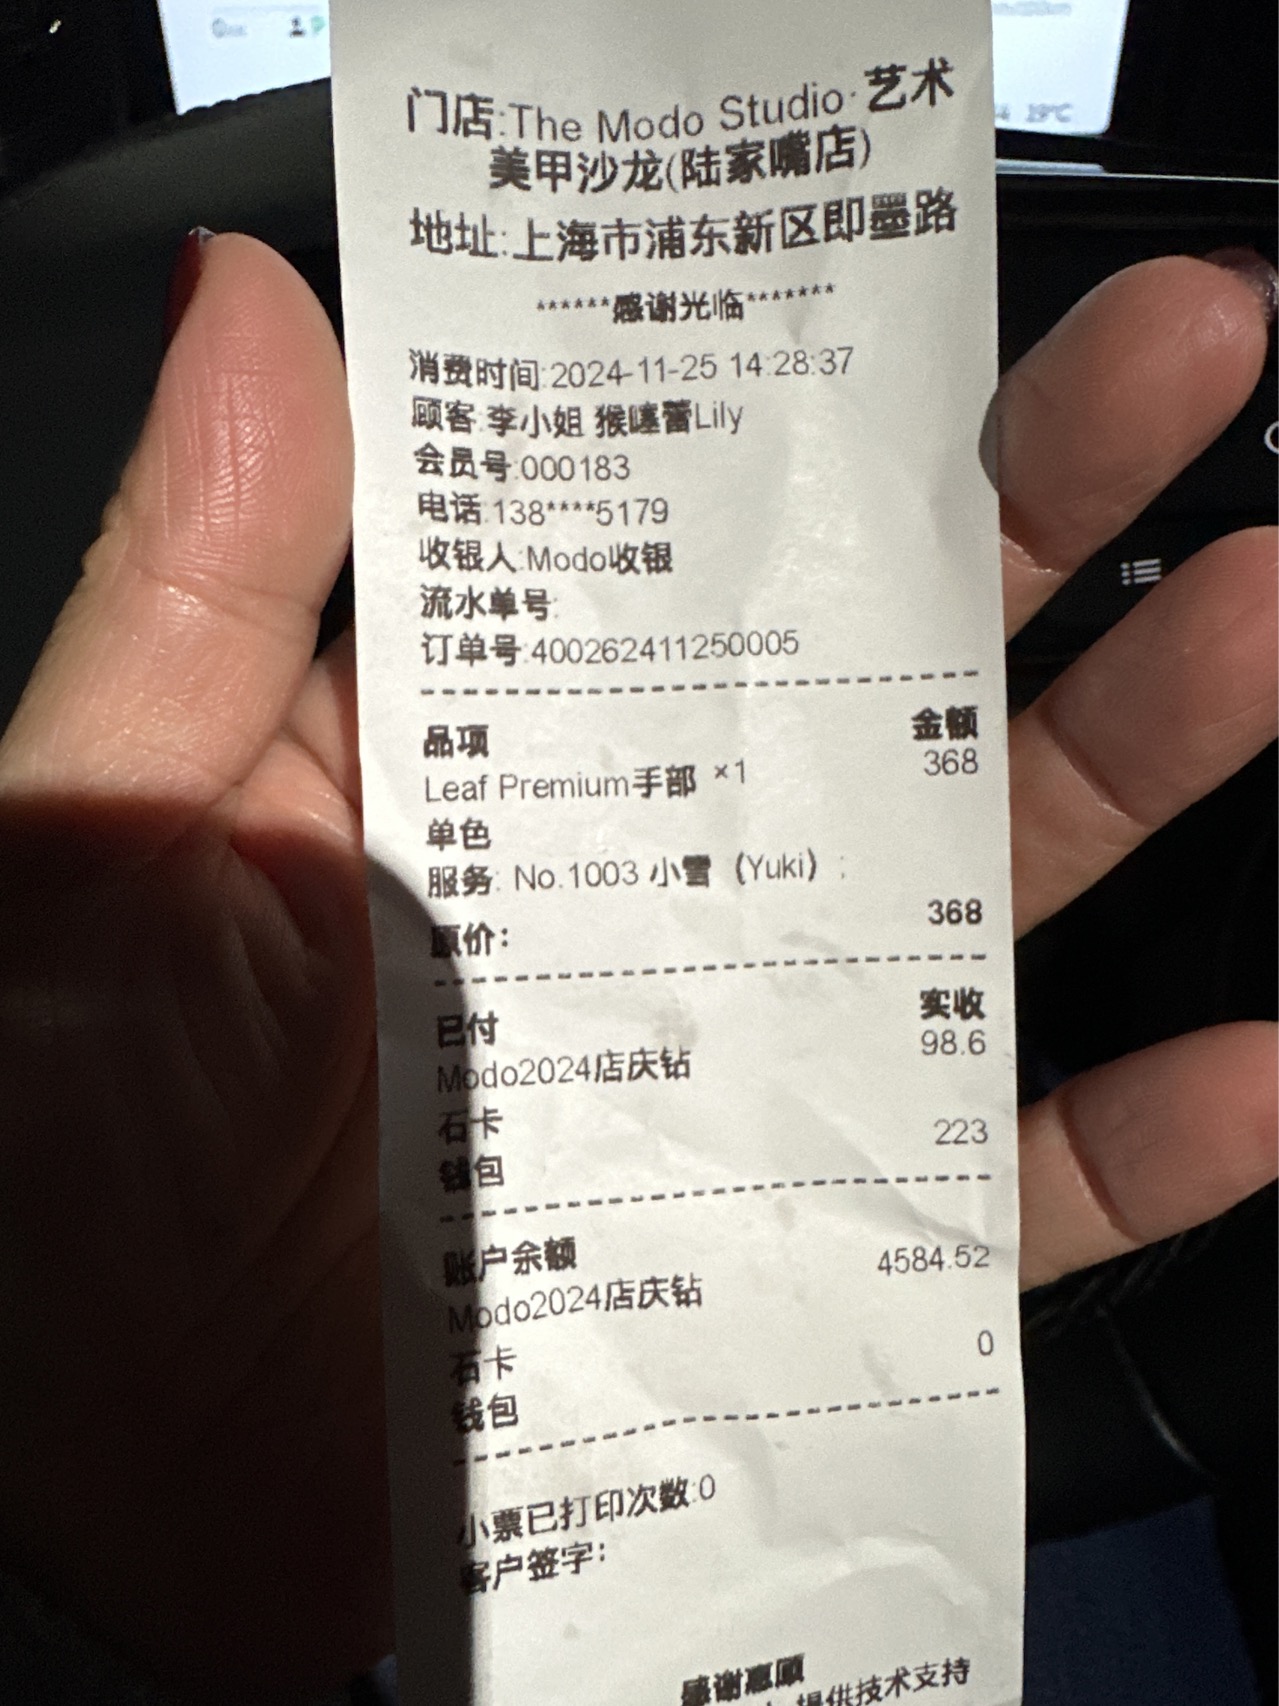 19°C
门店:The Modo Studio·艺术
美甲沙龙(陆家嘴店)
地址:上海市浦东新区即墨路
******感谢光临*******
消费时间:2024-11-25 14:28:37
顾客:李小姐 猴噻蕾Lily
会员号:000183
电话:138****5179
收银人:Modo收银
流水单号:
订单号:400262411250005
品项 金额
Leaf Premium手部 ×1 368
单色
服务: No.1003 小雪（Yuki）;
原价: 368
已付 实收
Modo2024店庆钻 98.6
石卡
钱包 223
账户余额
Modo2024店庆钻 4584.52
石卡
钱包 0
小票已打印次数:0
客户签字:
感谢惠顾
提供技术支持